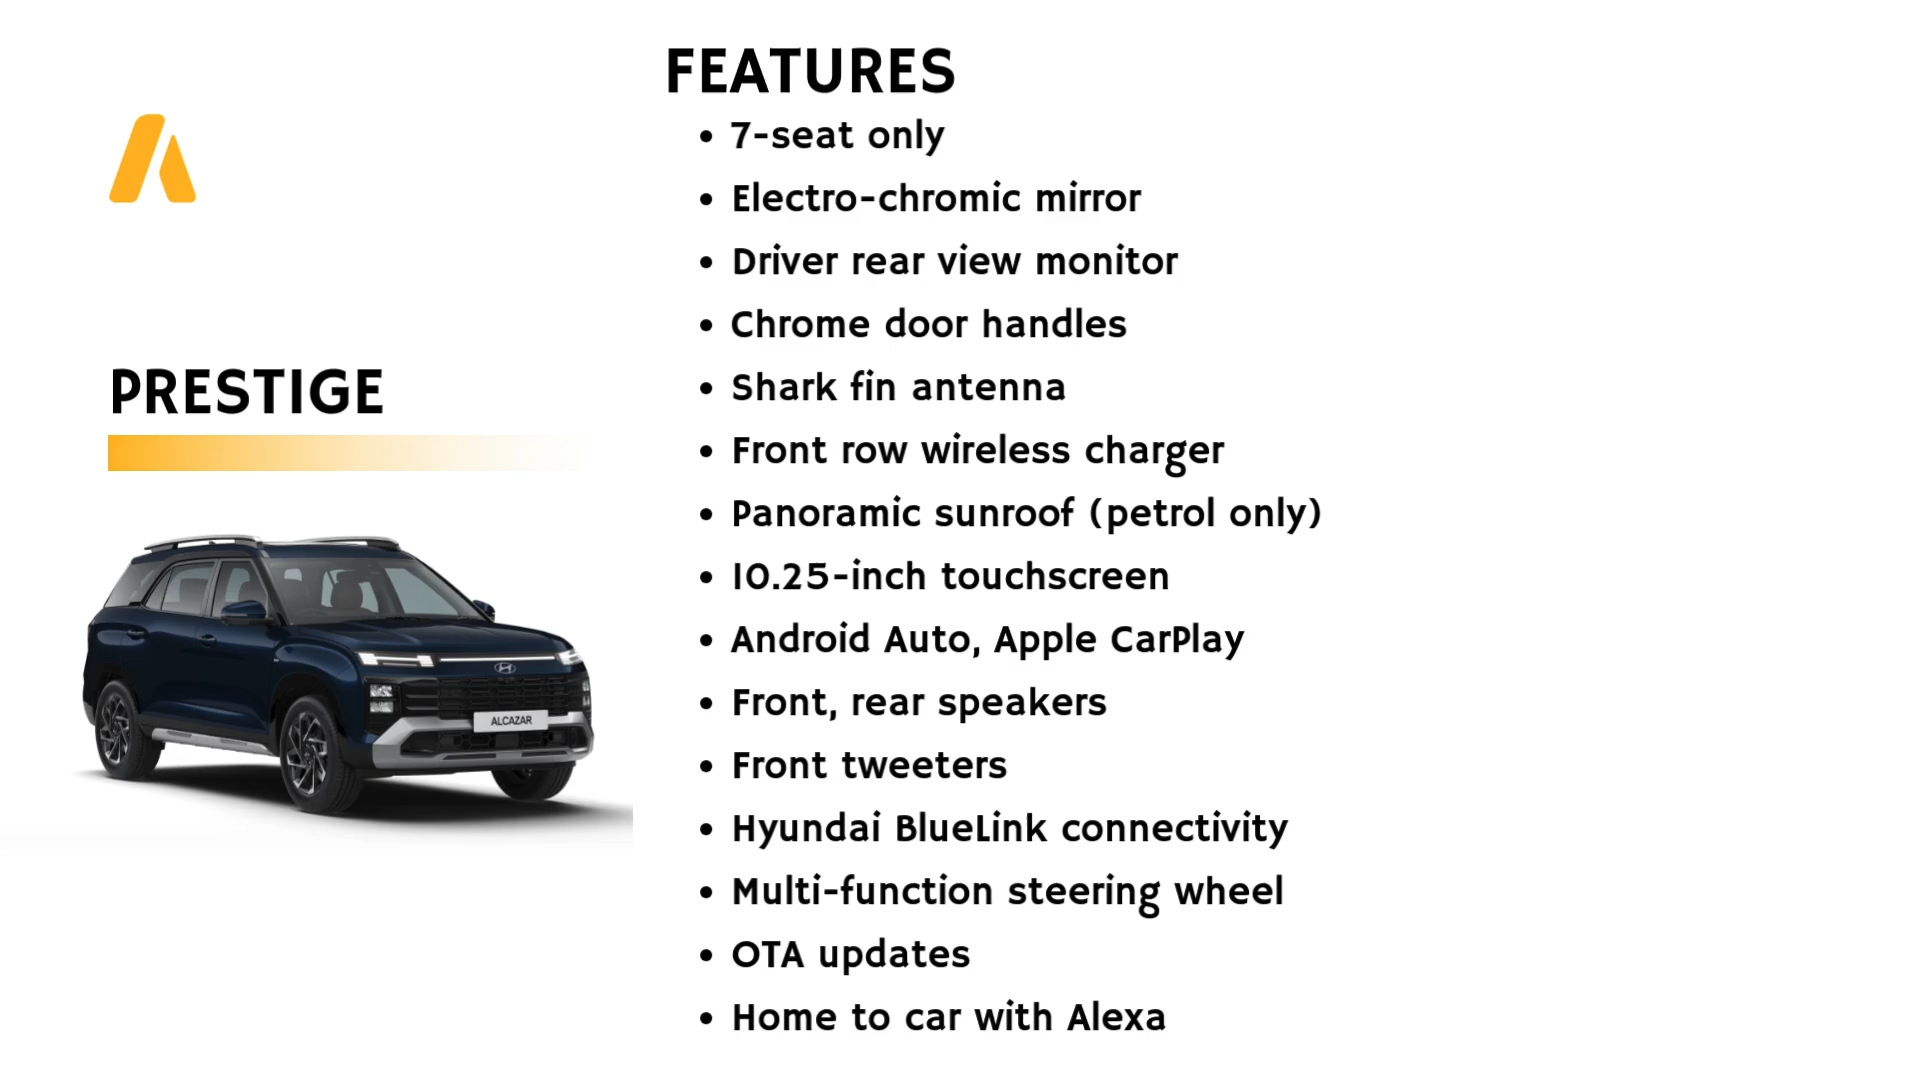 FEATURES
• 7-seat only
• Electro-chromic mirror
• Driver rear view monitor
• Chrome door handles
• Shark fin antenna
• Front row wireless charger
• Panoramic sunroof (petrol only)
• 10.25-inch touchscreen
• Android Auto, Apple CarPlay
• Front, rear speakers
• Front tweeters
• Hyundai BlueLink connectivity
• Multi-function steering wheel
• OTA updates
• Home to car with Alexa
PRESTIGE
ALCAZAR